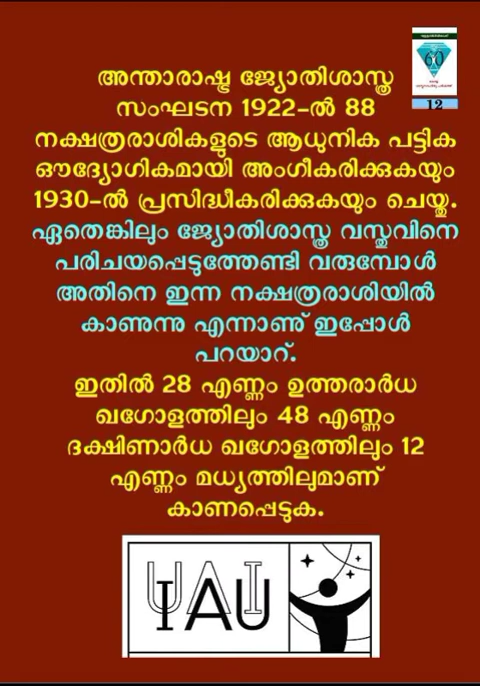 60
12
അന്താരാഷ്ട്ര ജ്യോതിശാസ്ത്ര
സംഘടന 1922-ൽ 88
നക്ഷത്രരാശികളുടെ ആധുനിക പട്ടിക
ഔദ്യോഗികമായി അംഗീകരിക്കുകയും
1930-ൽ പ്രസിദ്ധീകരിക്കുകയും ചെയ്തു.
ഏതെങ്കിലും ജ്യോതിശാസ്ത്ര വസ്തുവിനെ
പരിചയപ്പെടുത്തേണ്ടി വരുമ്പോൾ
അതിനെ ഇന്ന നക്ഷത്രരാശിയിൽ
കാണുന്നു എന്നാണ് ഇപ്പോൾ
പറയാറ്.
ഇതിൽ 28 എണ്ണം ഉത്തരാർധ
ഖഗോളത്തിലും 48 എണ്ണം
ദക്ഷിണാർധ ഖഗോളത്തിലും 12
എണ്ണം മധ്യത്തിലുമാണ്
കാണപ്പെടുക.
IAU